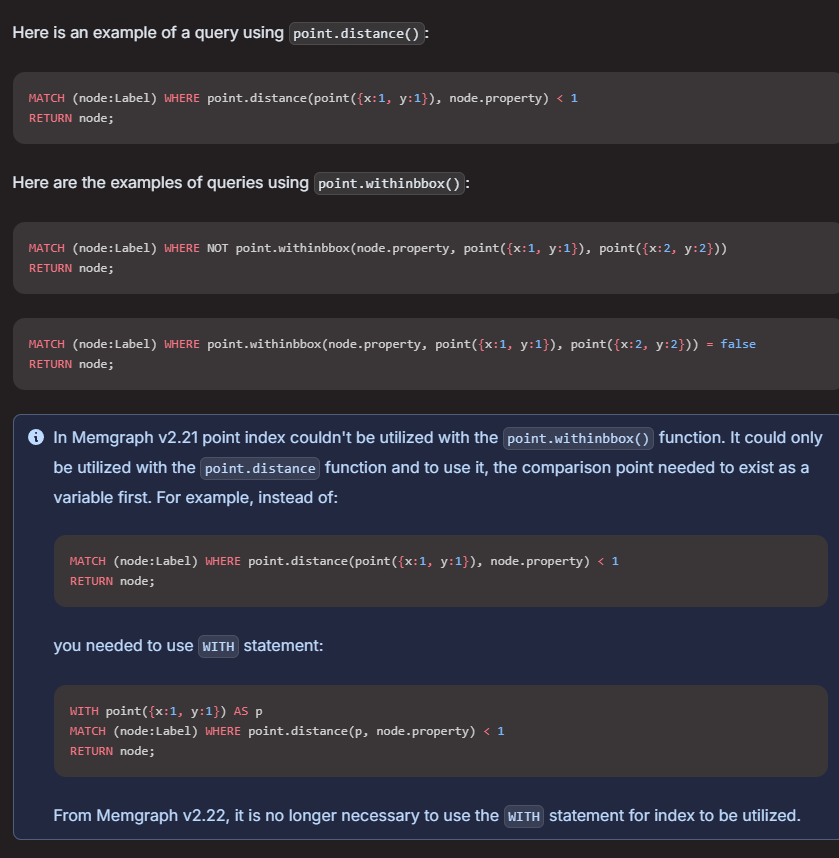 Here is an example of a query using point.distance():
MATCH (node:Label) WHERE point.distance(point({x:1, y:1}), node.property) < 1
RETURN node;
Here are the examples of queries using point.withinbbox():
MATCH (node:Label) WHERE NOT point.withinbbox(node.property, point({x:1, y:1}), point({x:2, y:2}))
RETURN node;
MATCH (node:Label) WHERE point.withinbbox(node.property, point({x:1, y:1}), point({x:2, y:2})) = false
RETURN node;
In Memgraph v2.21 point index couldn't be utilized with the point.withinbbox() function. It could only
be utilized with the point.distance function and to use it, the comparison point needed to exist as a
variable first. For example, instead of:
MATCH (node:Label) WHERE point.distance(point({x:1, y:1}), node.property) < 1
RETURN node;
you needed to use WITH statement:
WITH point({x:1, y:1}) AS p
MATCH (node:Label) WHERE point.distance(p, node.property) < 1
RETURN node;
From Memgraph v2.22, it is no longer necessary to use the WITH statement for index to be utilized.